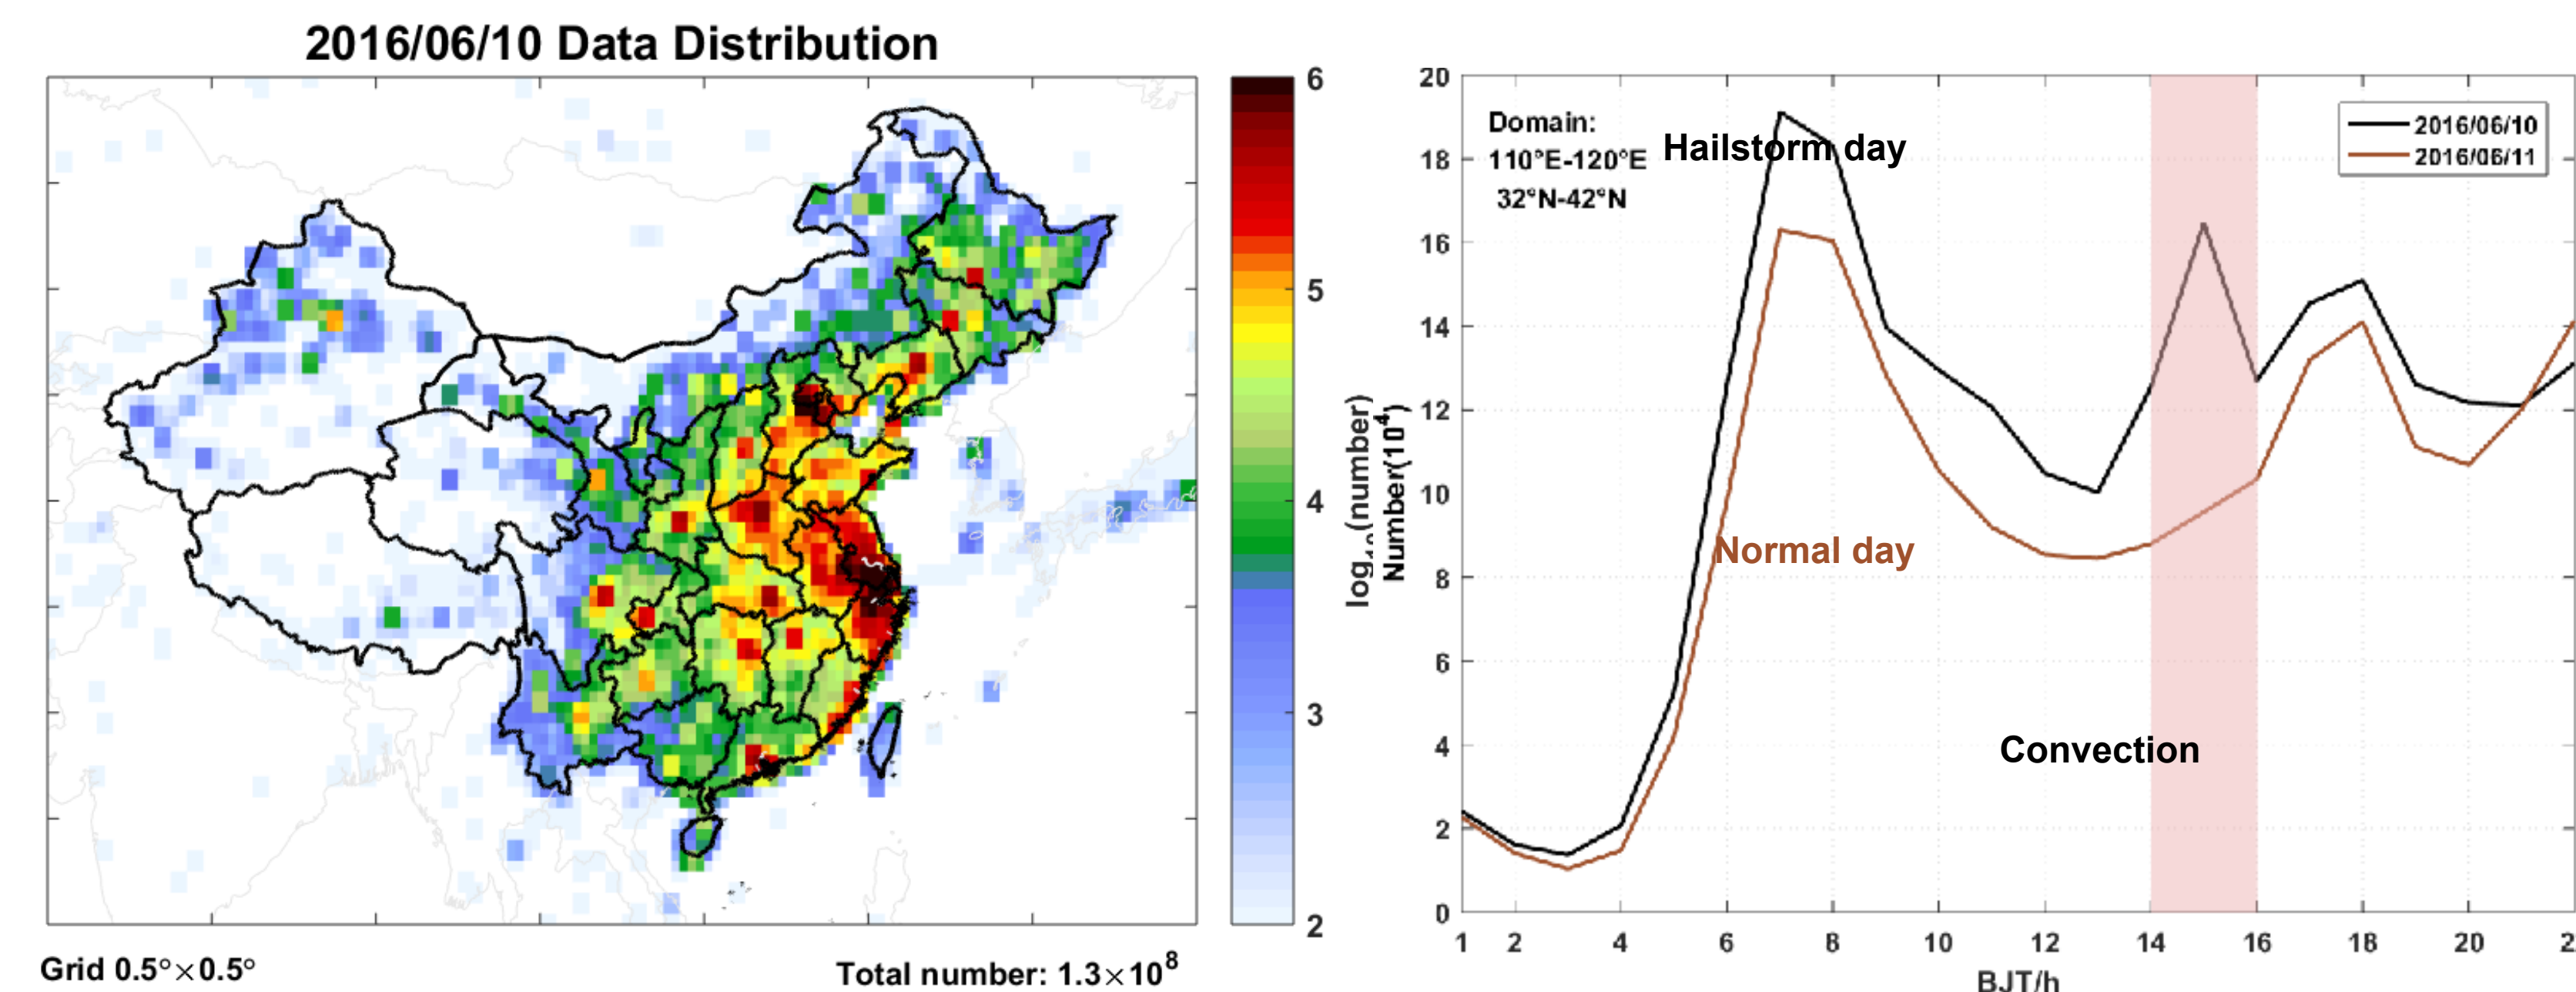 2016/06/10 Data Distribution
6
5
4
3
2
log₁₀(number)
Grid 0.5°×0.5°
Total number: 1.3×10⁸
Number(10⁴)
20
18
16
14
12
10
8
6
4
2
0
Domain:
110°E-120°E
32°N-42°N
Hailstorm day
2016/06/10
2016/06/11
Normal day
Convection
1 2 4 6 8 10 12 14 16 18 20 2
BJT/h